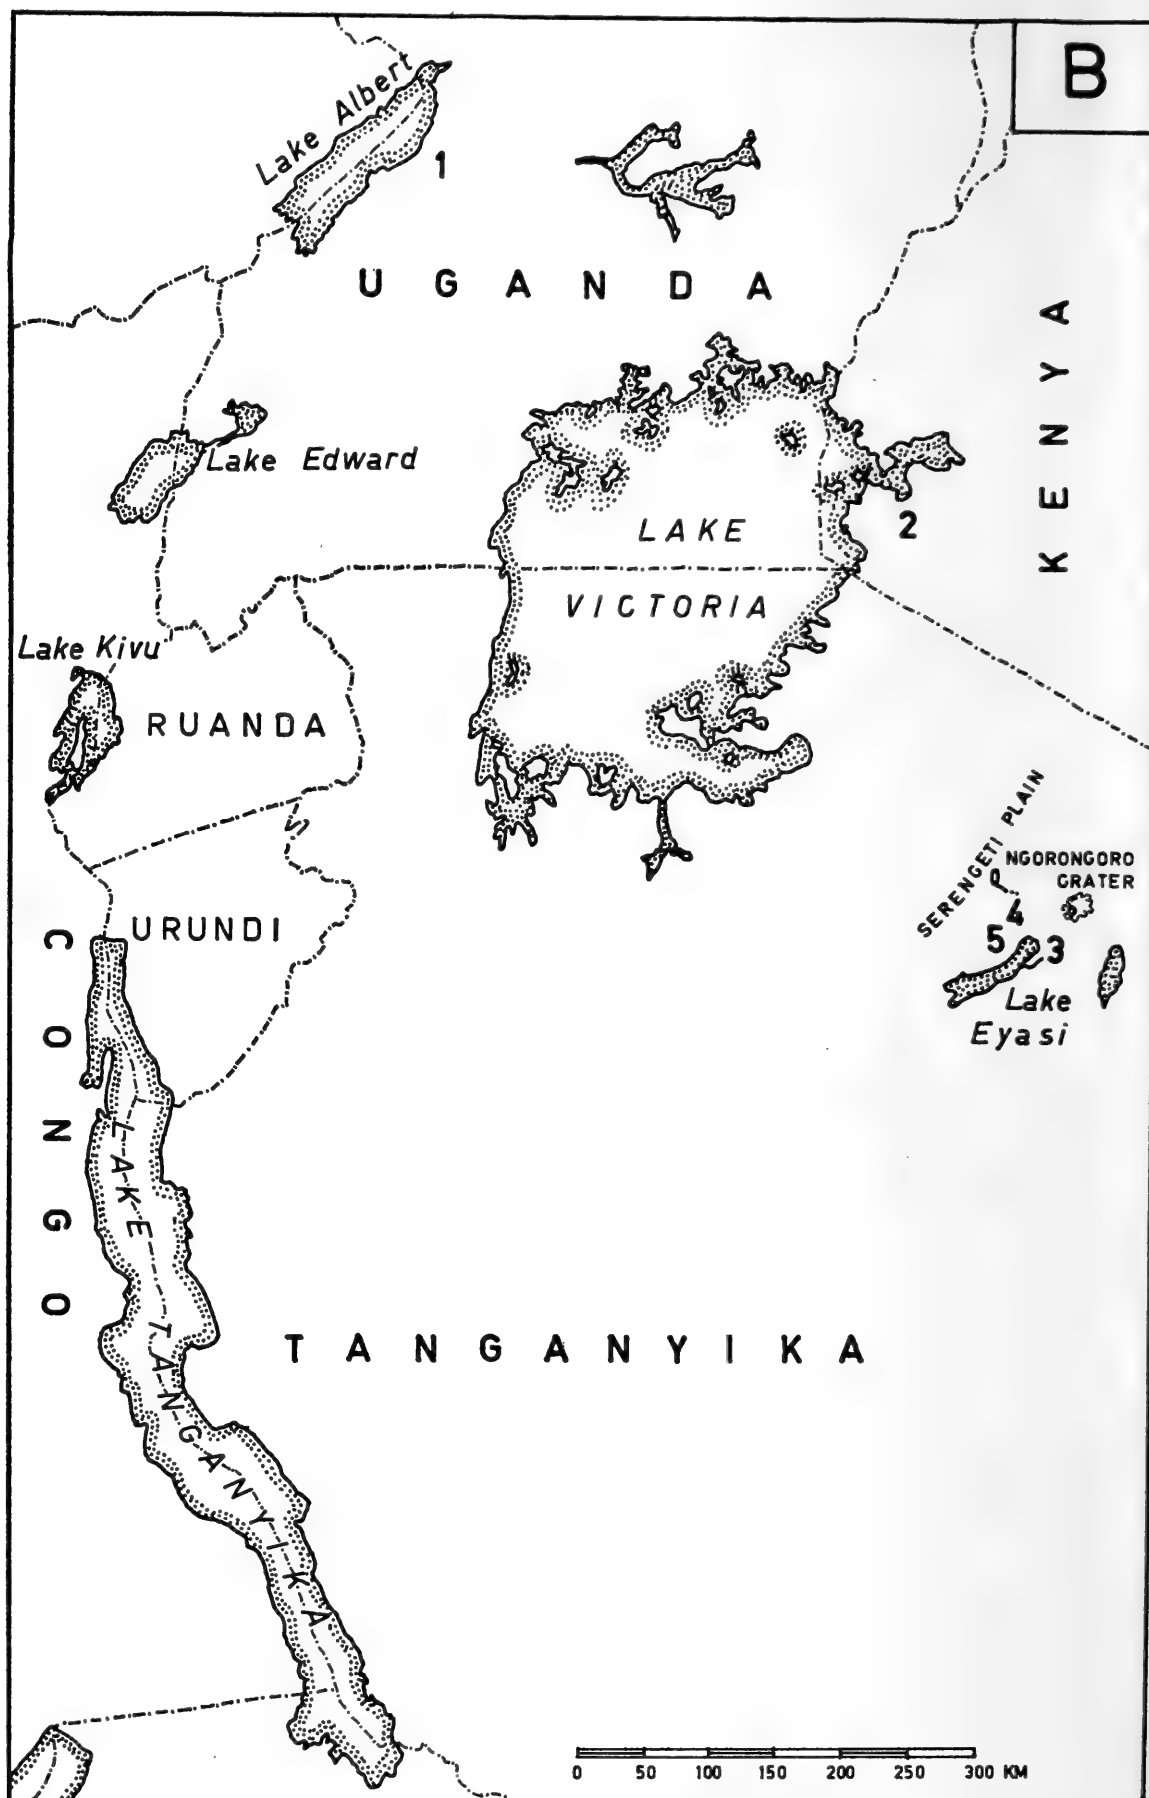 B
Lake Albert
1
UGANDA
KENYA
Lake Edward
2
LAKE
VICTORIA
Lake Kivu
RUANDA
SERENGETI PLAIN
NGORONGORO
CRATER
4
5
3
Lake
Eyasi
URUNDI
CONGO
LAKE TANGANYIKA
TANGANYIKA
0 50 100 150 200 250 300 KM